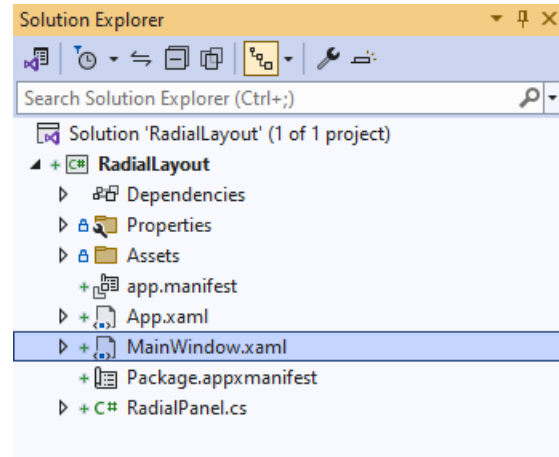 Solution Explorer
Search Solution Explorer (Ctrl+;)
Solution 'RadialLayout' (1 of 1 project)
C# RadialLayout
Dependencies
Properties
Assets
app.manifest
App.xaml
MainWindow.xaml
Package.appxmanifest
C# RadialPanel.cs